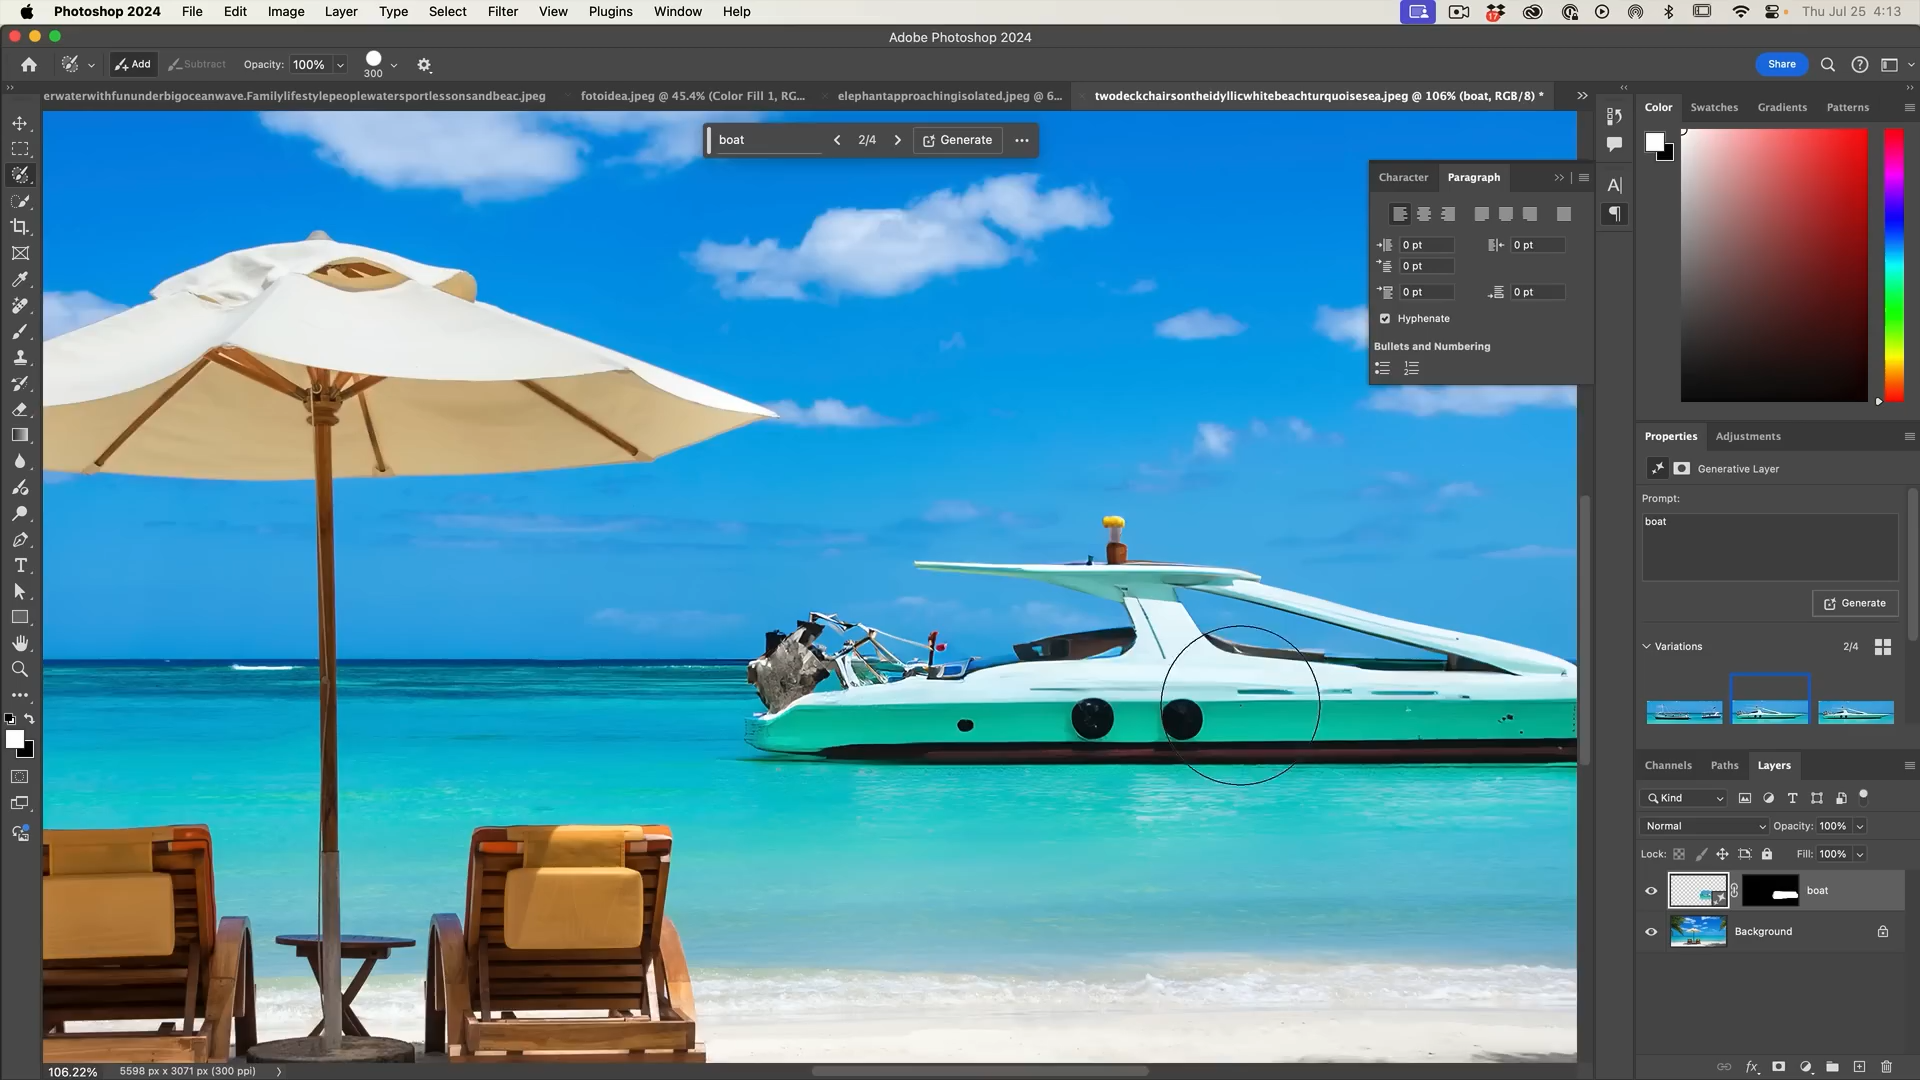 Photoshop 2024 File Edit Image Layer Type Select Filter View Plugins Window Help 17 Thu Jul 25 4:13
Adobe Photoshop 2024
Add Subtract Opacity: 100% 300 Share
erwaterwithfununderbigoceanwave.Familylifestylepeoplewatersportlessonsandbeac.jpeg fotoidea.jpeg @ 45.4% (Color Fill 1, RG... elephantapproachingisolated.jpeg @ 6... twodeckchairsontheidyllicwhitebeachturquoisesea.jpeg @ 106% (boat, RGB/8) *
boat 2/4 Generate
Character Paragraph
0 pt 0 pt
0 pt
0 pt 0 pt
Hyphenate
Bullets and Numbering
Color Swatches Gradients Patterns
Properties Adjustments
Generative Layer
Prompt:
boat
Generate
Variations 2/4
Channels Paths Layers
Kind
Normal Opacity: 100%
Lock: Fill: 100%
boat
Background
106.22% 5598 px x 3071 px (300 ppi)